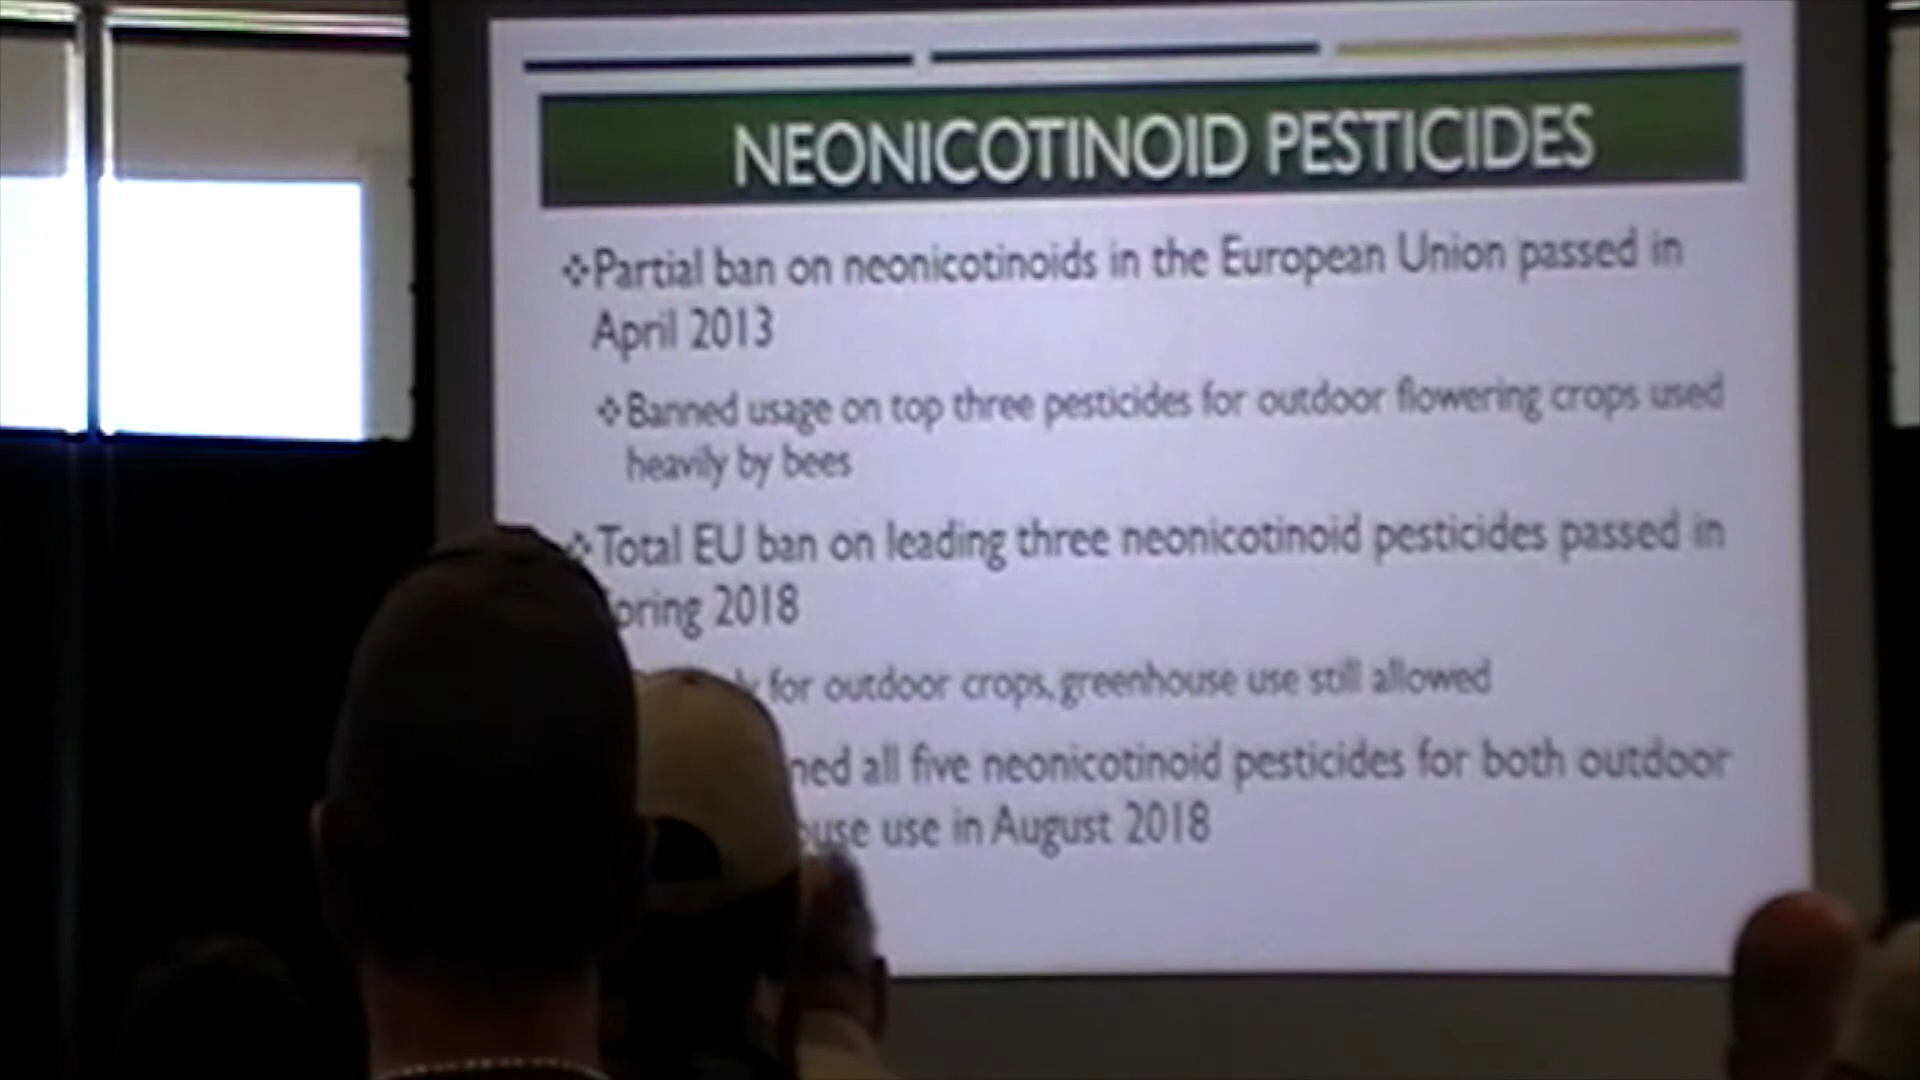 NEONICOTINOID PESTICIDES
Partial ban on neonicotinoids in the European Union passed in
April 2013
Banned usage on top three pesticides for outdoor flowering crops used
heavily by bees
Total EU ban on leading three neonicotinoid pesticides passed in
2018
for outdoor crops, greenhouse use still allowed
all five neonicotinoid pesticides for both outdoor
use in August 2018